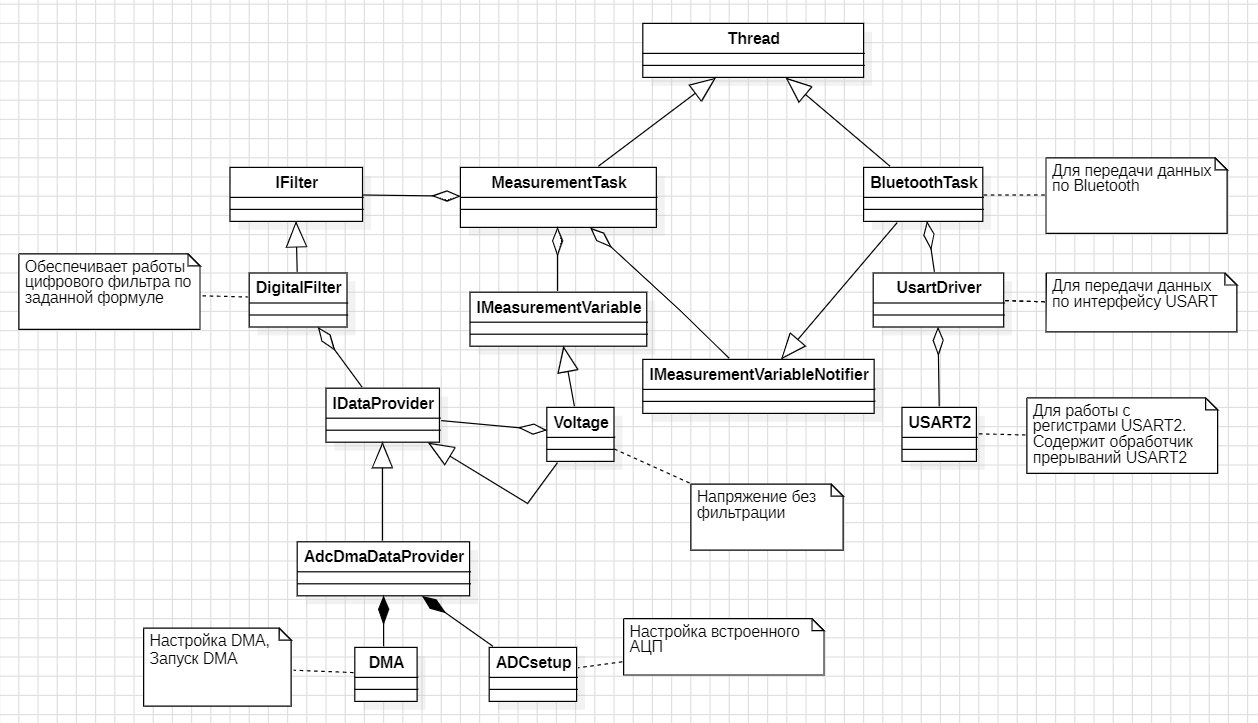 Thread
IFilter
MeasurementTask
BluetoothTask
Для передачи данных
по Bluetooth
Обеспечивает работы
цифрового фильтра по
заданной формуле
DigitalFilter
IMeasurementVariable
UsartDriver
Для передачи данных
по интерфейсу USART
IDataProvider
Voltage
IMeasurementVariableNotifier
USART2
Для работы с
регистрами USART2.
Содержит обработчик
прерываний USART2
Напряжение без
фильтрации
AdcDmaDataProvider
Настройка DMA,
Запуск DMA
DMA
ADCsetup
Настройка встроенного
АЦП